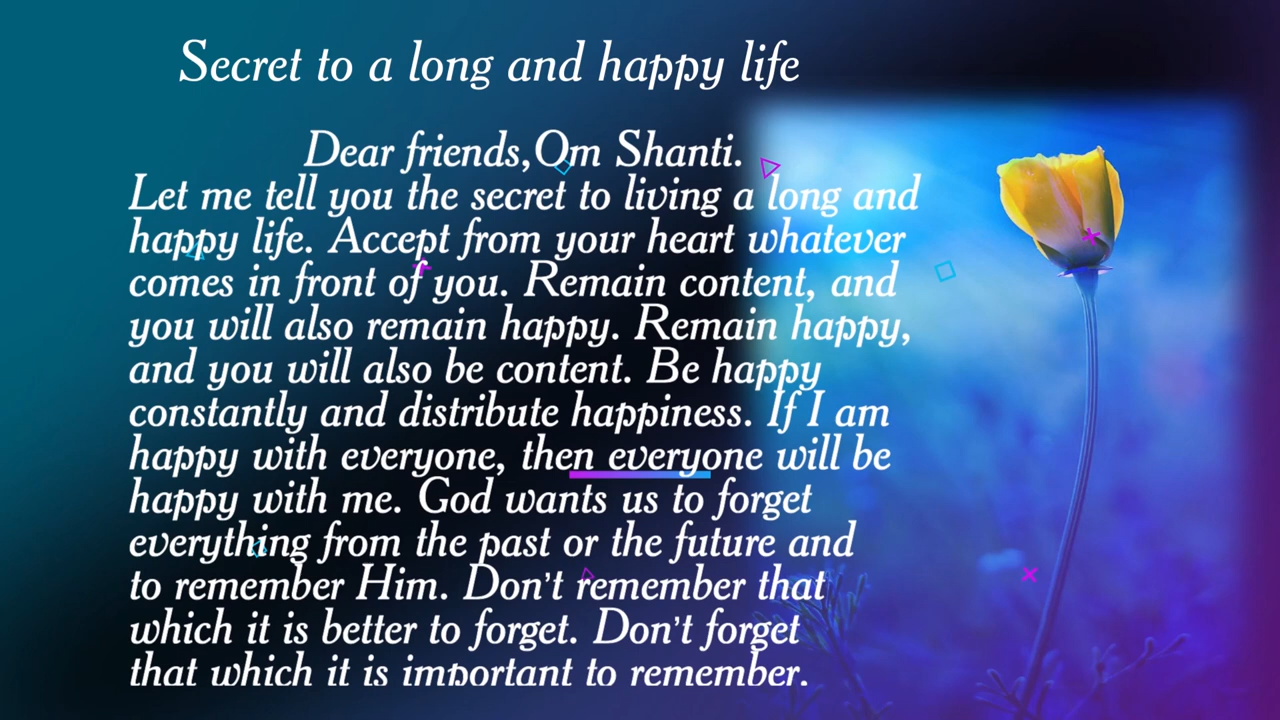 Secret to a long and happy life
Dear friends,Om Shanti.
Let me tell you the secret to living a long and
happy life. Accept from your heart whatever
comes in front of you. Remain content, and
you will also remain happy. Remain happy,
and you will also be content. Be happy
constantly and distribute happiness. If I am
happy with everyone, then everyone will be
happy with me. God wants us to forget
everything from the past or the future and
to remember Him. Don't remember that
which it is better to forget. Don't forget
that which it is important to remember.